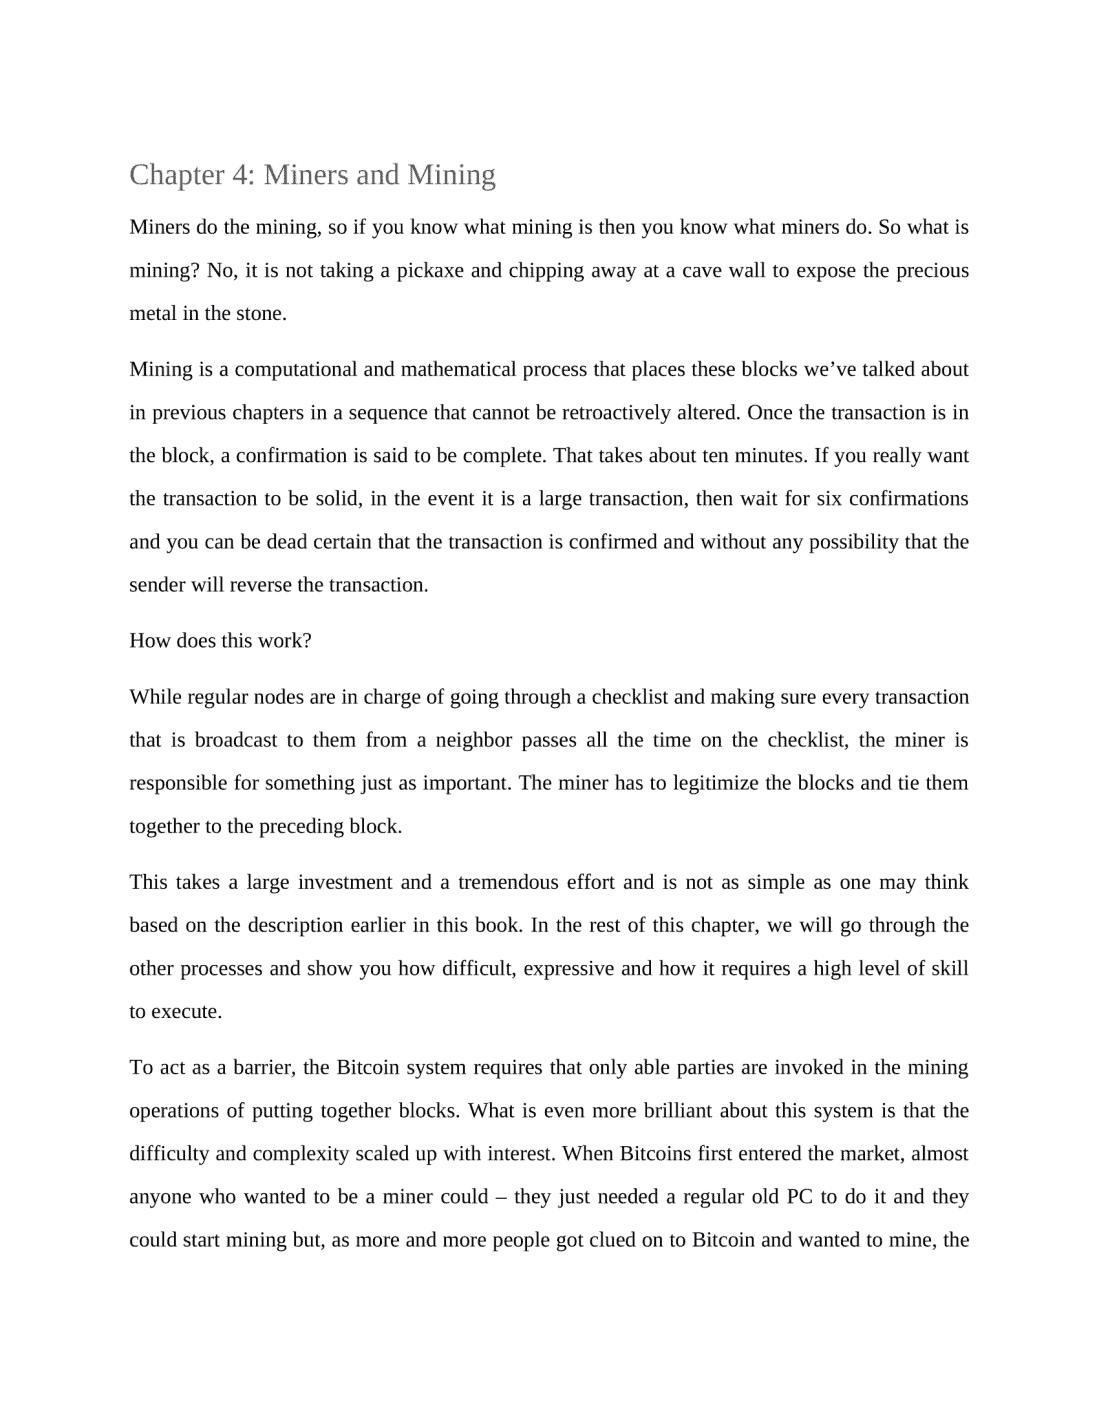 Chapter 4: Miners and Mining
Miners do the mining, so if you know what mining is then you know what miners do. So what is
mining? No, it is not taking a pickaxe and chipping away at a cave wall to expose the precious
metal in the stone.
Mining is a computational and mathematical process that places these blocks we’ve talked about
in previous chapters in a sequence that cannot be retroactively altered. Once the transaction is in
the block, a confirmation is said to be complete. That takes about ten minutes. If you really want
the transaction to be solid, in the event it is a large transaction, then wait for six confirmations
and you can be dead certain that the transaction is confirmed and without any possibility that the
sender will reverse the transaction.
How does this work?
While regular nodes are in charge of going through a checklist and making sure every transaction
that is broadcast to them from a neighbor passes all the time on the checklist, the miner is
responsible for something just as important. The miner has to legitimize the blocks and tie them
together to the preceding block.
This takes a large investment and a tremendous effort and is not as simple as one may think
based on the description earlier in this book. In the rest of this chapter, we will go through the
other processes and show you how difficult, expressive and how it requires a high level of skill
to execute.
To act as a barrier, the Bitcoin system requires that only able parties are invoked in the mining
operations of putting together blocks. What is even more brilliant about this system is that the
difficulty and complexity scaled up with interest. When Bitcoins first entered the market, almost
anyone who wanted to be a miner could – they just needed a regular old PC to do it and they
could start mining but, as more and more people got clued on to Bitcoin and wanted to mine, the